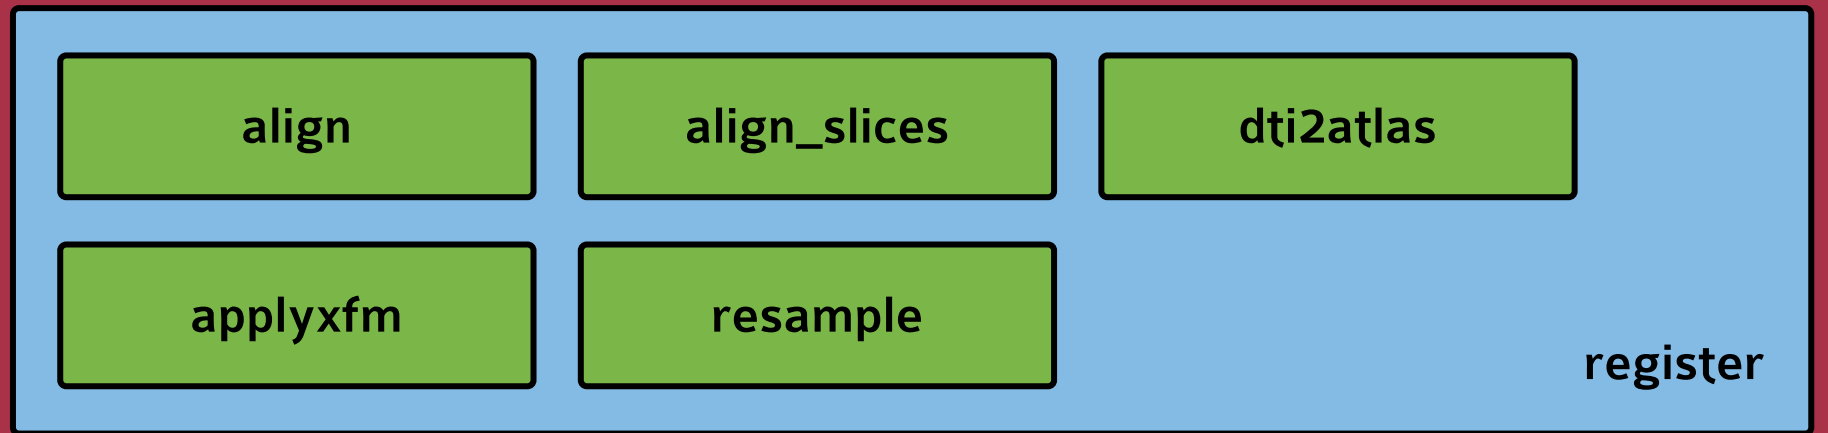 align
align_slices
dti2atlas
applyxfm
resample
register